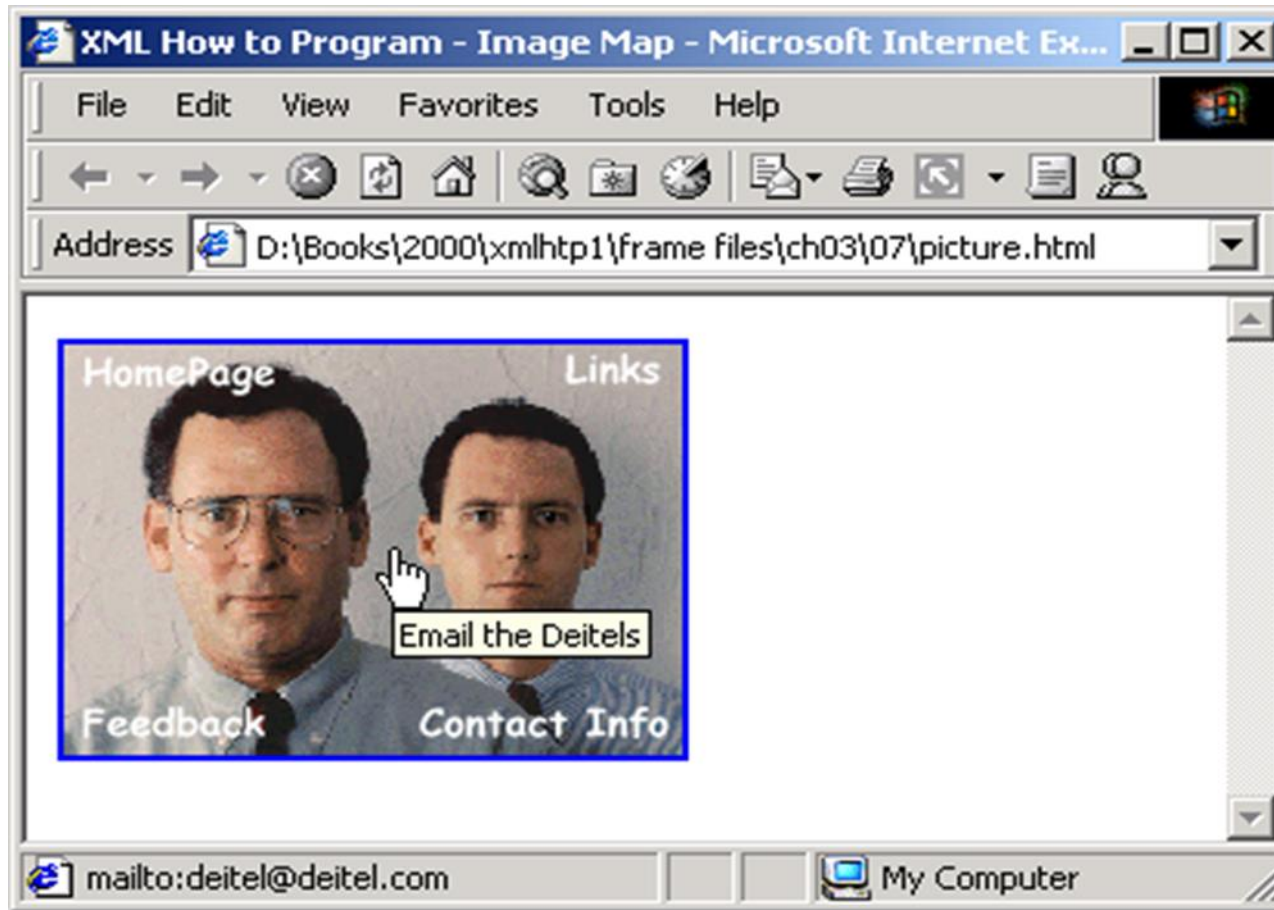 XML How to Program - Image Map - Microsoft Internet Ex...
File Edit View Favorites Tools Help
Address D:\Books\2000\xmlhtp1\frame files\ch03\07\picture.html
HomePage Links
Email the Deitels
Feedback Contact Info
mailto:deitel@deitel.com My Computer